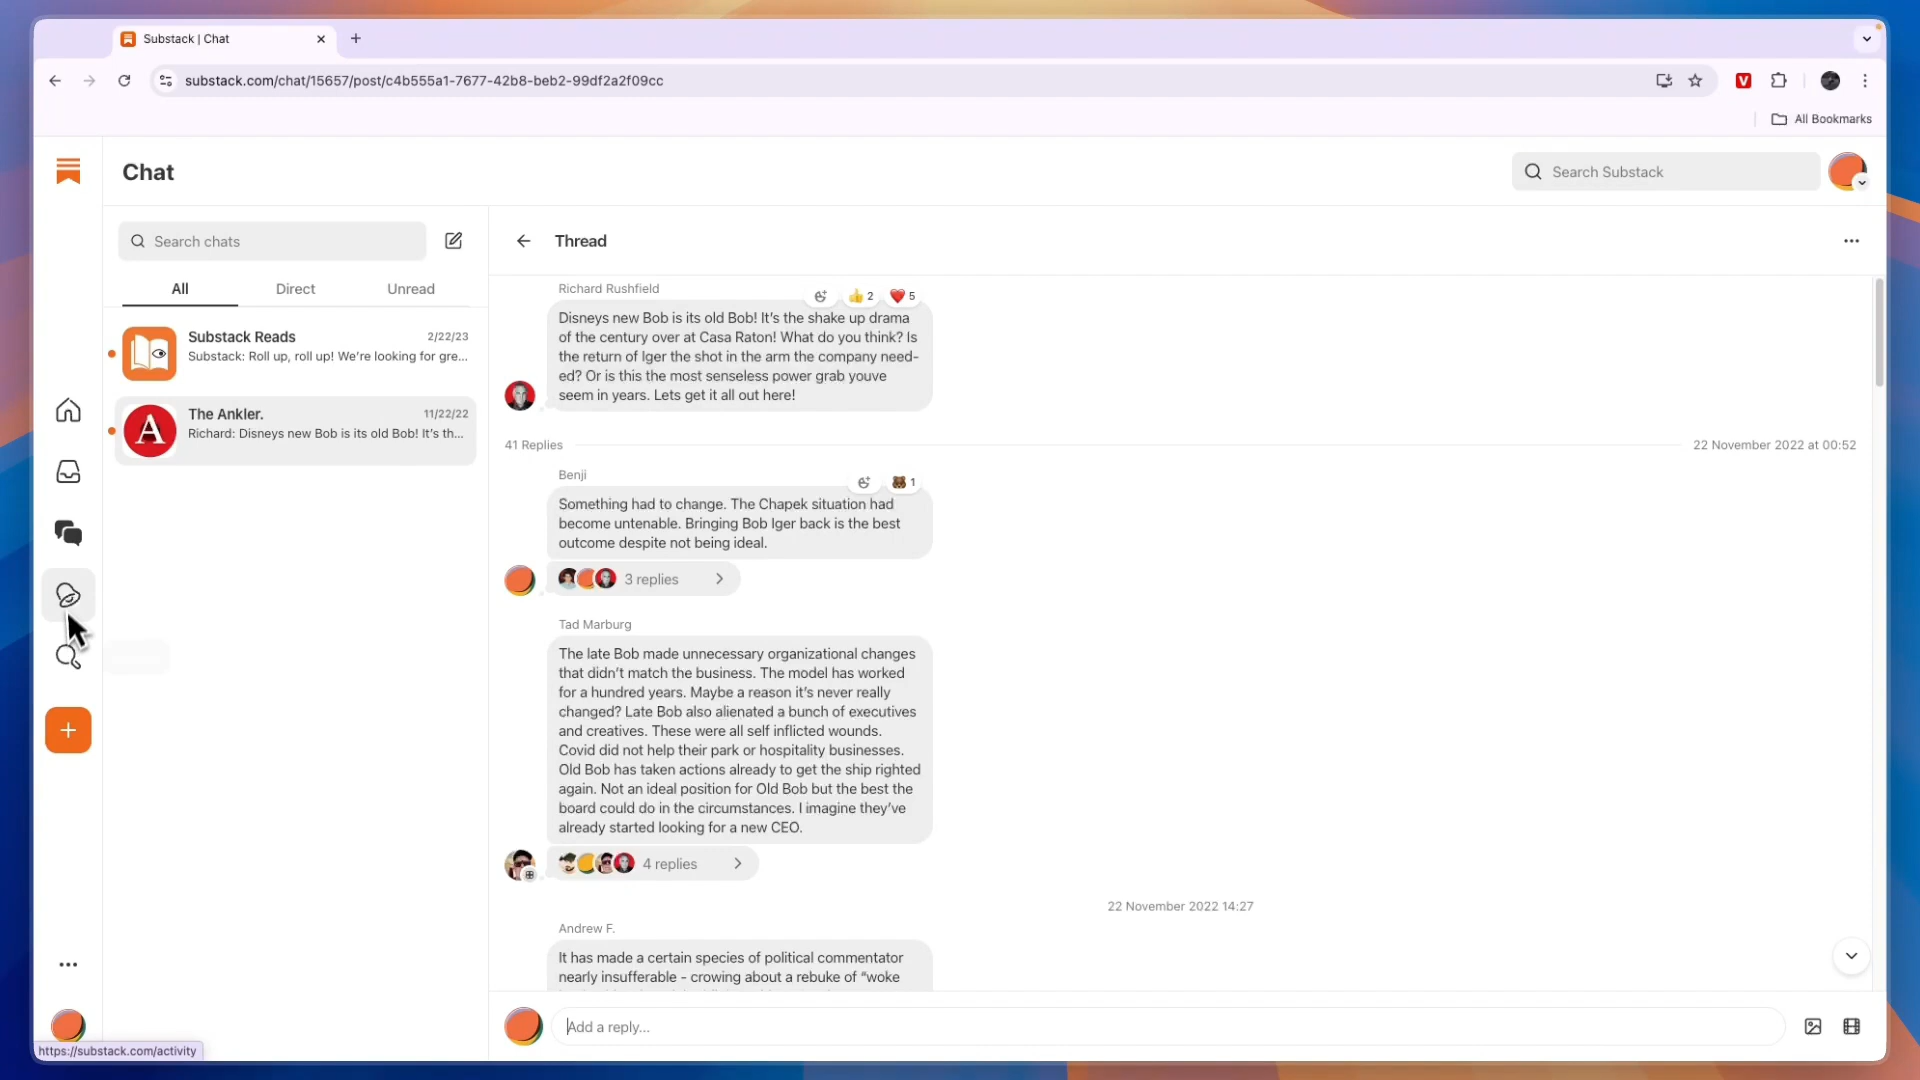 Substack | Chat
substack.com/chat/15657/post/c4b555a1-7677-42b8-beb2-99df2a2f09cc
V
All Bookmarks
Chat
Search Substack
Search chats
All
Direct
Unread
Substack Reads
2/22/23
Substack: Roll up, roll up! We're looking for gre...
A
The Ankler.
11/22/22
Richard: Disneys new Bob is its old Bob! It's th...
Thread
Richard Rushfield
2
5
Disneys new Bob is its old Bob! It's the shake up drama
of the century over at Casa Raton! What do you think? Is
the return of Iger the shot in the arm the company need-
ed? Or is this the most senseless power grab youve
seem in years. Lets get it all out here!
41 Replies
22 November 2022 at 00:52
Benji
1
Something had to change. The Chapek situation had
become untenable. Bringing Bob Iger back is the best
outcome despite not being ideal.
3 replies
Tad Marburg
The late Bob made unnecessary organizational changes
that didn't match the business. The model has worked
for a hundred years. Maybe a reason it's never really
changed? Late Bob also alienated a bunch of executives
and creatives. These were all self inflicted wounds.
Covid did not help their park or hospitality businesses.
Old Bob has taken actions already to get the ship righted
again. Not an ideal position for Old Bob but the best the
board could do in the circumstances. I imagine they've
already started looking for a new CEO.
4 replies
22 November 2022 14:27
Andrew F.
It has made a certain species of political commentator
nearly insufferable - crowing about a rebuke of "woke
Add a reply...
https://substack.com/activity